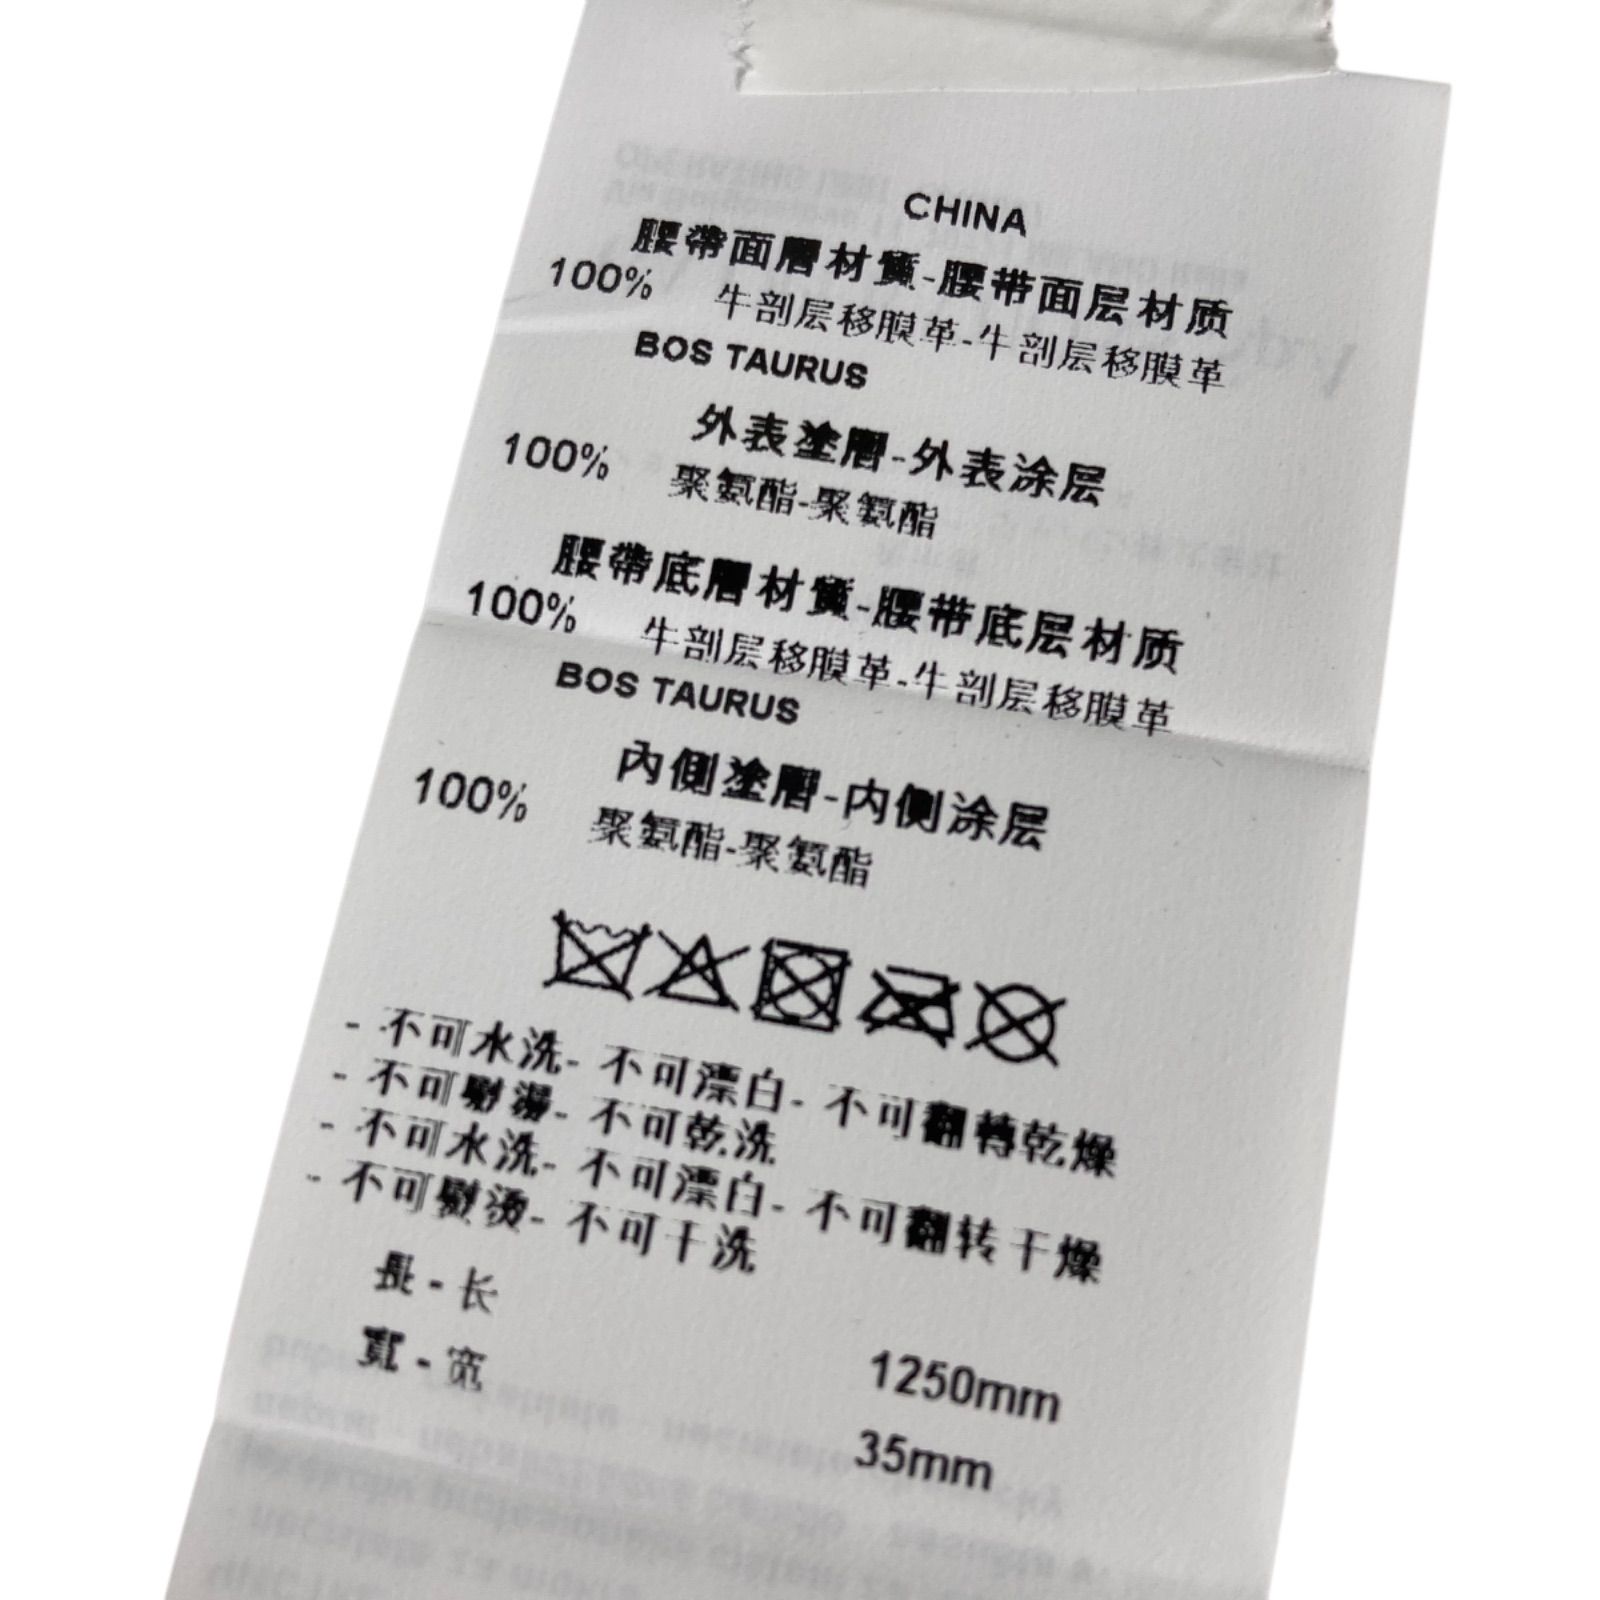 CHINA
腰帶面層材質-腰带面层材质
100% 牛剖层移膜革-牛剖层移膜革
BOS TAURUS
外表塗層-外表涂层
100% 聚氨酯-聚氨酯
腰帶底層材質-腰带底层材质
100% 牛剖层移膜革-牛剖层移膜革
BOS TAURUS
內側塗層-内侧涂层
100% 聚氨酯-聚氨酯
- 不可水洗- 不可漂白- 不可翻轉乾燥
- 不可熨燙- 不可乾洗
- 不可水洗- 不可漂白- 不可翻转干燥
- 不可熨烫- 不可干洗
長 - 长 1250mm
寬 - 宽 35mm